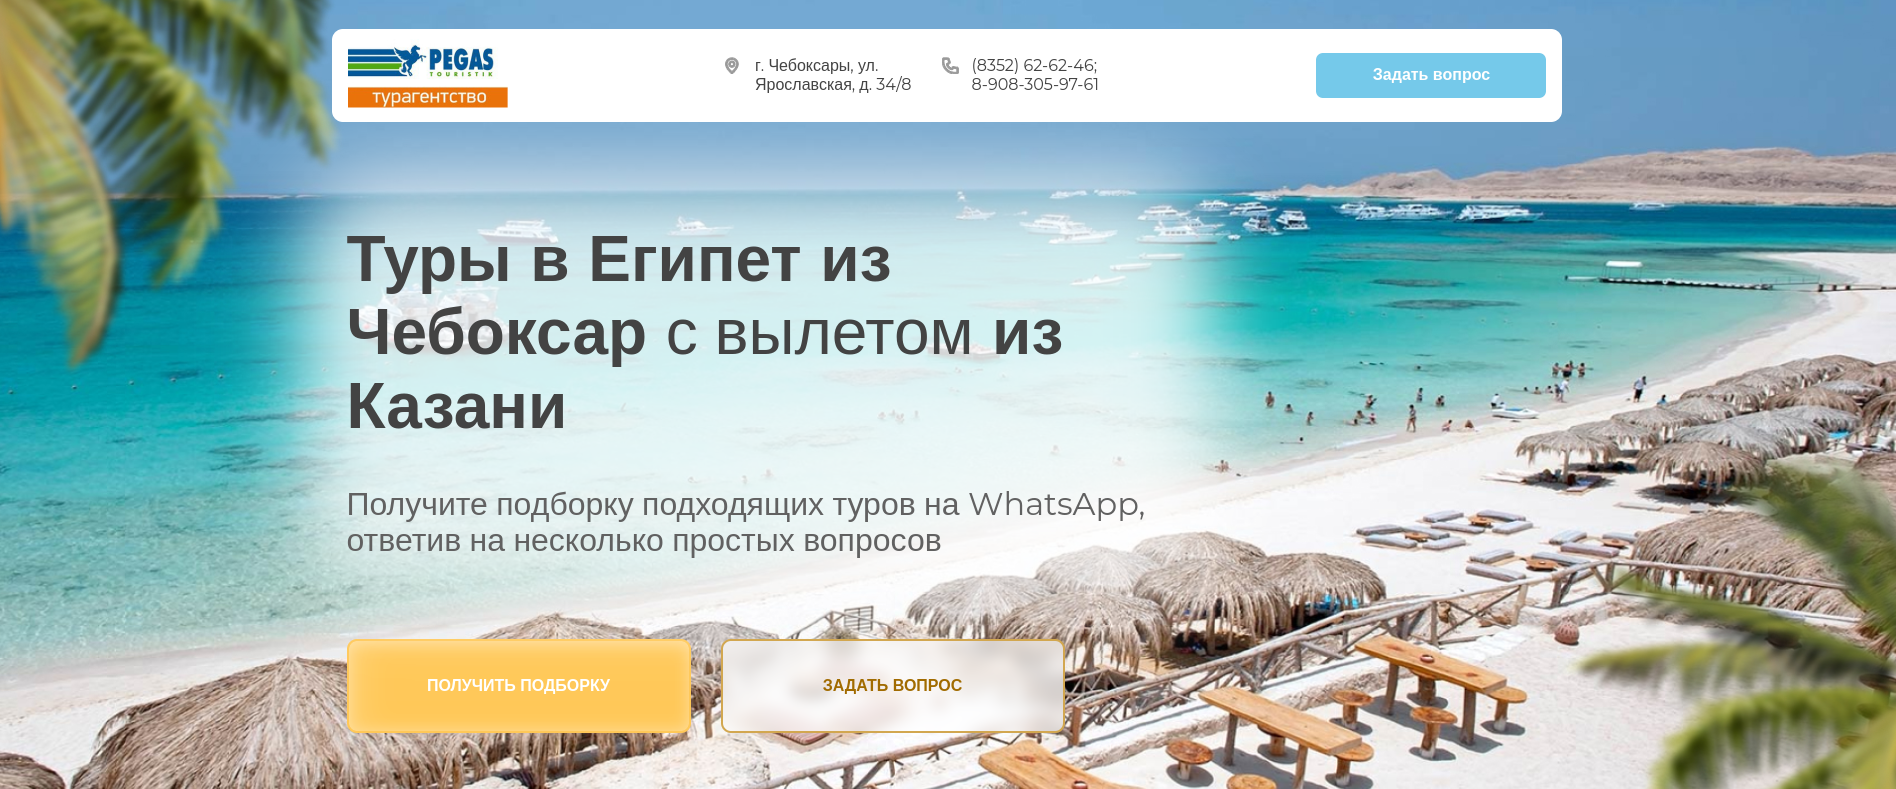 PEGAS
TOURISTIK
турагентство
г. Чебоксары, ул.
Ярославская, д. 34/8
(8352) 62-62-46;
8-908-305-97-61
Задать вопрос
Туры в Египет из
Чебоксар с вылетом из
Казани
Получите подборку подходящих туров на WhatsApp,
ответив на несколько простых вопросов
ПОЛУЧИТЬ ПОДБОРКУ
ЗАДАТЬ ВОПРОС